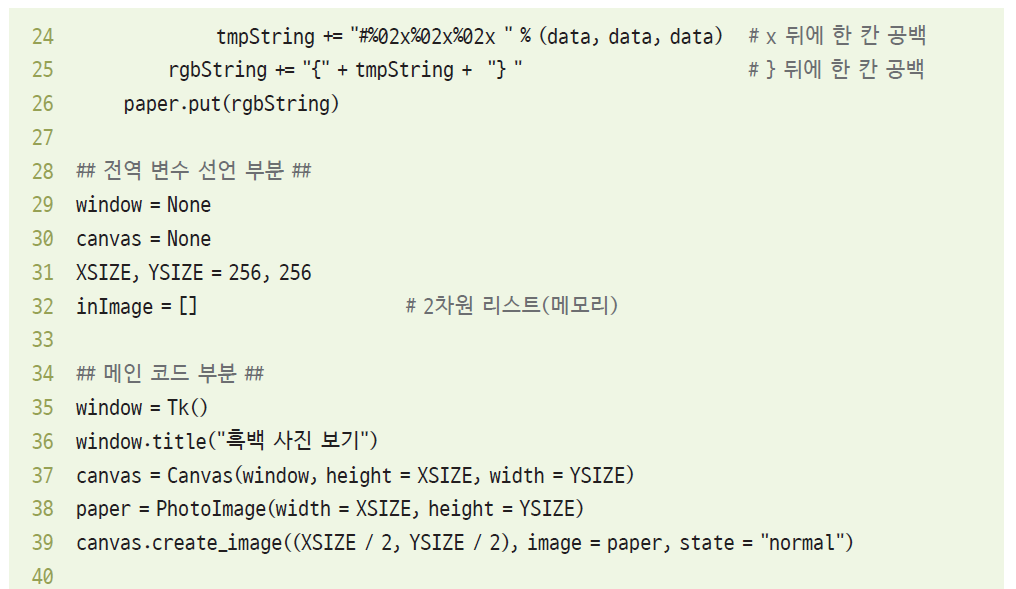 24 tmpString += "#%02x%02x%02x " % (data, data, data) # x 뒤에 한 칸 공백
25 rgbString += "{" + tmpString + "} " # } 뒤에 한 칸 공백
26 paper.put(rgbString)
27
28 ## 전역 변수 선언 부분 ##
29 window = None
30 canvas = None
31 XSIZE, YSIZE = 256, 256
32 inImage = [] # 2차원 리스트(메모리)
33
34 ## 메인 코드 부분 ##
35 window = Tk()
36 window.title("흑백 사진 보기")
37 canvas = Canvas(window, height = XSIZE, width = YSIZE)
38 paper = PhotoImage(width = XSIZE, height = YSIZE)
39 canvas.create_image((XSIZE / 2, YSIZE / 2), image = paper, state = "normal")
40